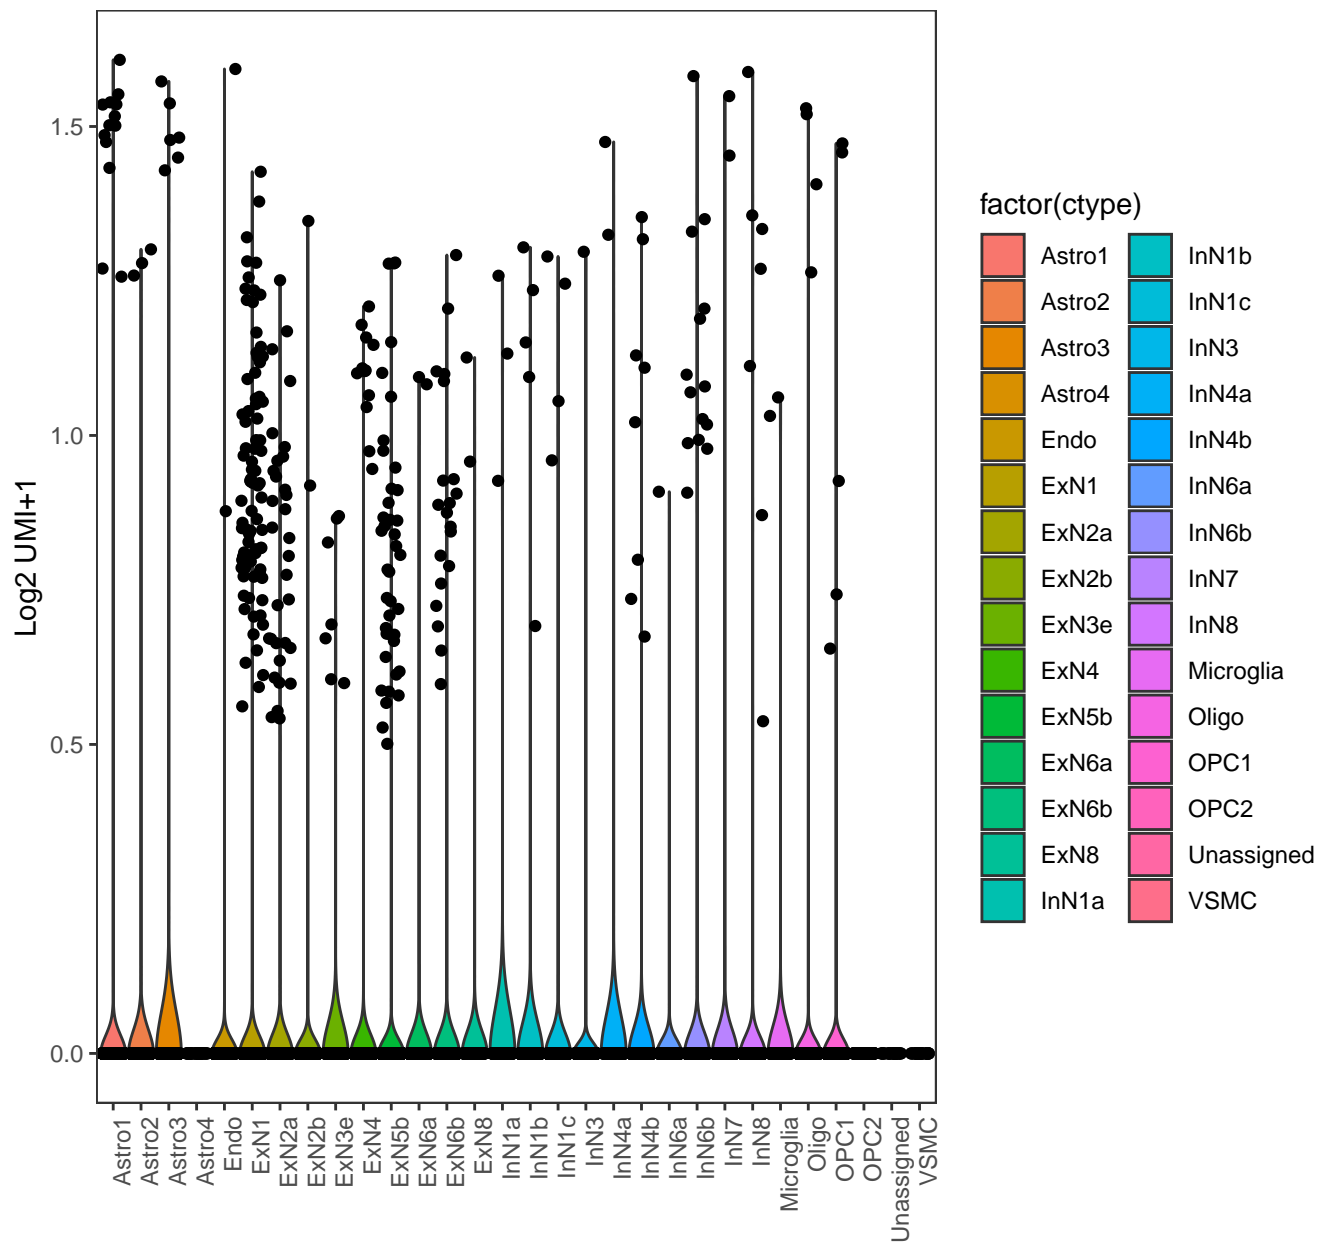 Log2 UMI+1
1.5
1.0
0.5
0.0
Astro1
Astro2
Astro3
Astro4
Endo
ExN1
ExN2a
ExN2b
ExN3e
ExN4
ExN5b
ExN6a
ExN6b
ExN8
InN1a
InN1b
InN1c
InN3
InN4a
InN4b
InN6a
InN6b
InN7
InN8
Microglia
Oligo
OPC1
OPC2
Unassigned
VSMC
factor(ctype)
Astro1
Astro2
Astro3
Astro4
Endo
ExN1
ExN2a
ExN2b
ExN3e
ExN4
ExN5b
ExN6a
ExN6b
ExN8
InN1a
InN1b
InN1c
InN3
InN4a
InN4b
InN6a
InN6b
InN7
InN8
Microglia
Oligo
OPC1
OPC2
Unassigned
VSMC